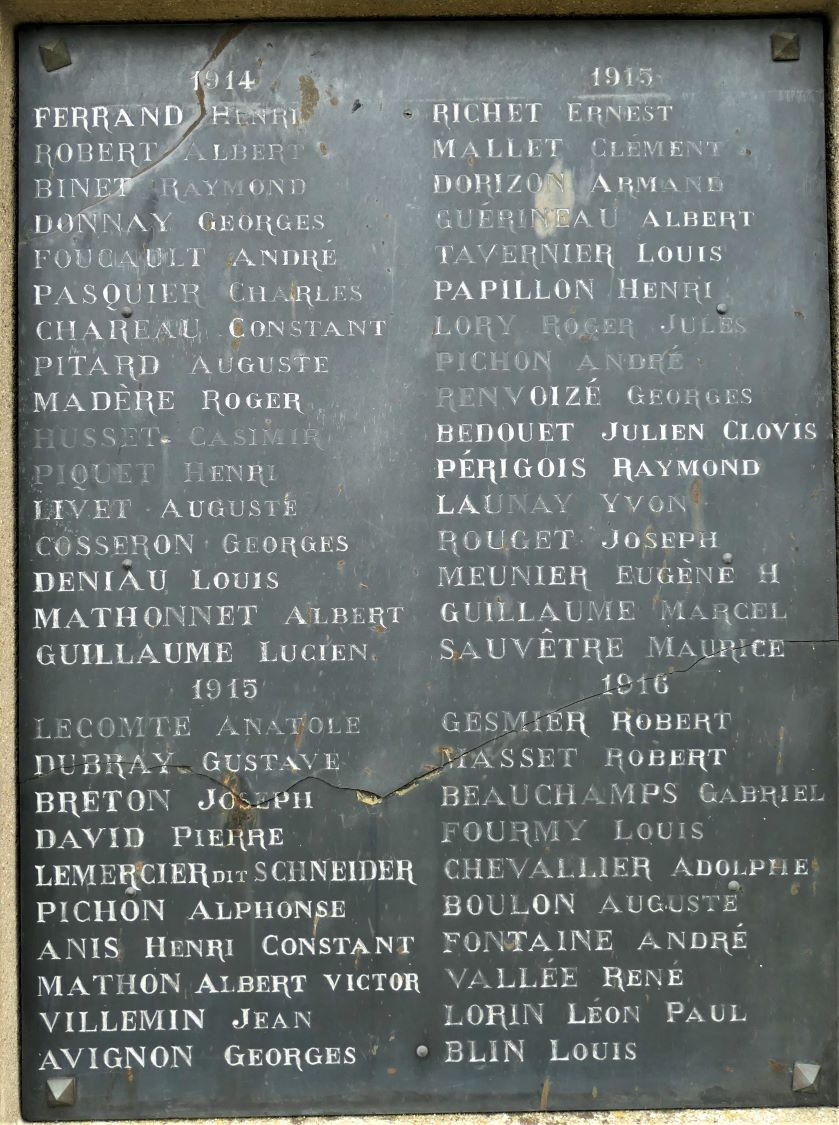 1914
FERRAND HENRI
ROBERT ALBERT
BINET RAYMOND
DONNAY GEORGES
FOUCAULT ANDRÉ
PASQUIER CHARLES
CHAREAU CONSTANT
PITARD AUGUSTE
MADÈRE ROGER
HUSSET CASIMIR
PIQUET HENRI
LIVET AUGUSTE
COSSERON GEORGES
DENIAU LOUIS
MATHONNET ALBERT
GUILLAUME LUCIEN
1915
LECOMTE ANATOLE
DUBRAY GUSTAVE
BRETON JOSEPH
DAVID PIERRE
LEMERCIER DIT SCHNEIDER
PICHON ALPHONSE
ANIS HENRI CONSTANT
MATHON ALBERT VICTOR
VILLEMIN JEAN
AVIGNON GEORGES
1915
RICHET ERNEST
MALLET CLÉMENT
DORIZON ARMAND
GUÉRINEAU ALBERT
TAVERNIER LOUIS
PAPILLON HENRI
LORY ROGER JULES
PICHON ANDRÉ
RENVOIZÉ GEORGES
BEDOUET JULIEN CLOVIS
PÉRIGOIS RAYMOND
LAUNAY YVON
ROUGET JOSEPH
MEUNIER EUGÈNE H
GUILLAUME MARCEL
SAUVÊTRE MAURICE
1916
GESMIER ROBERT
MASSET ROBERT
BEAUCHAMPS GABRIEL
FOURMY LOUIS
CHEVALLIER ADOLPHE
BOULON AUGUSTE
FONTAINE ANDRÉ
VALLÉE RENÉ
LORIN LÉON PAUL
BLIN LOUIS